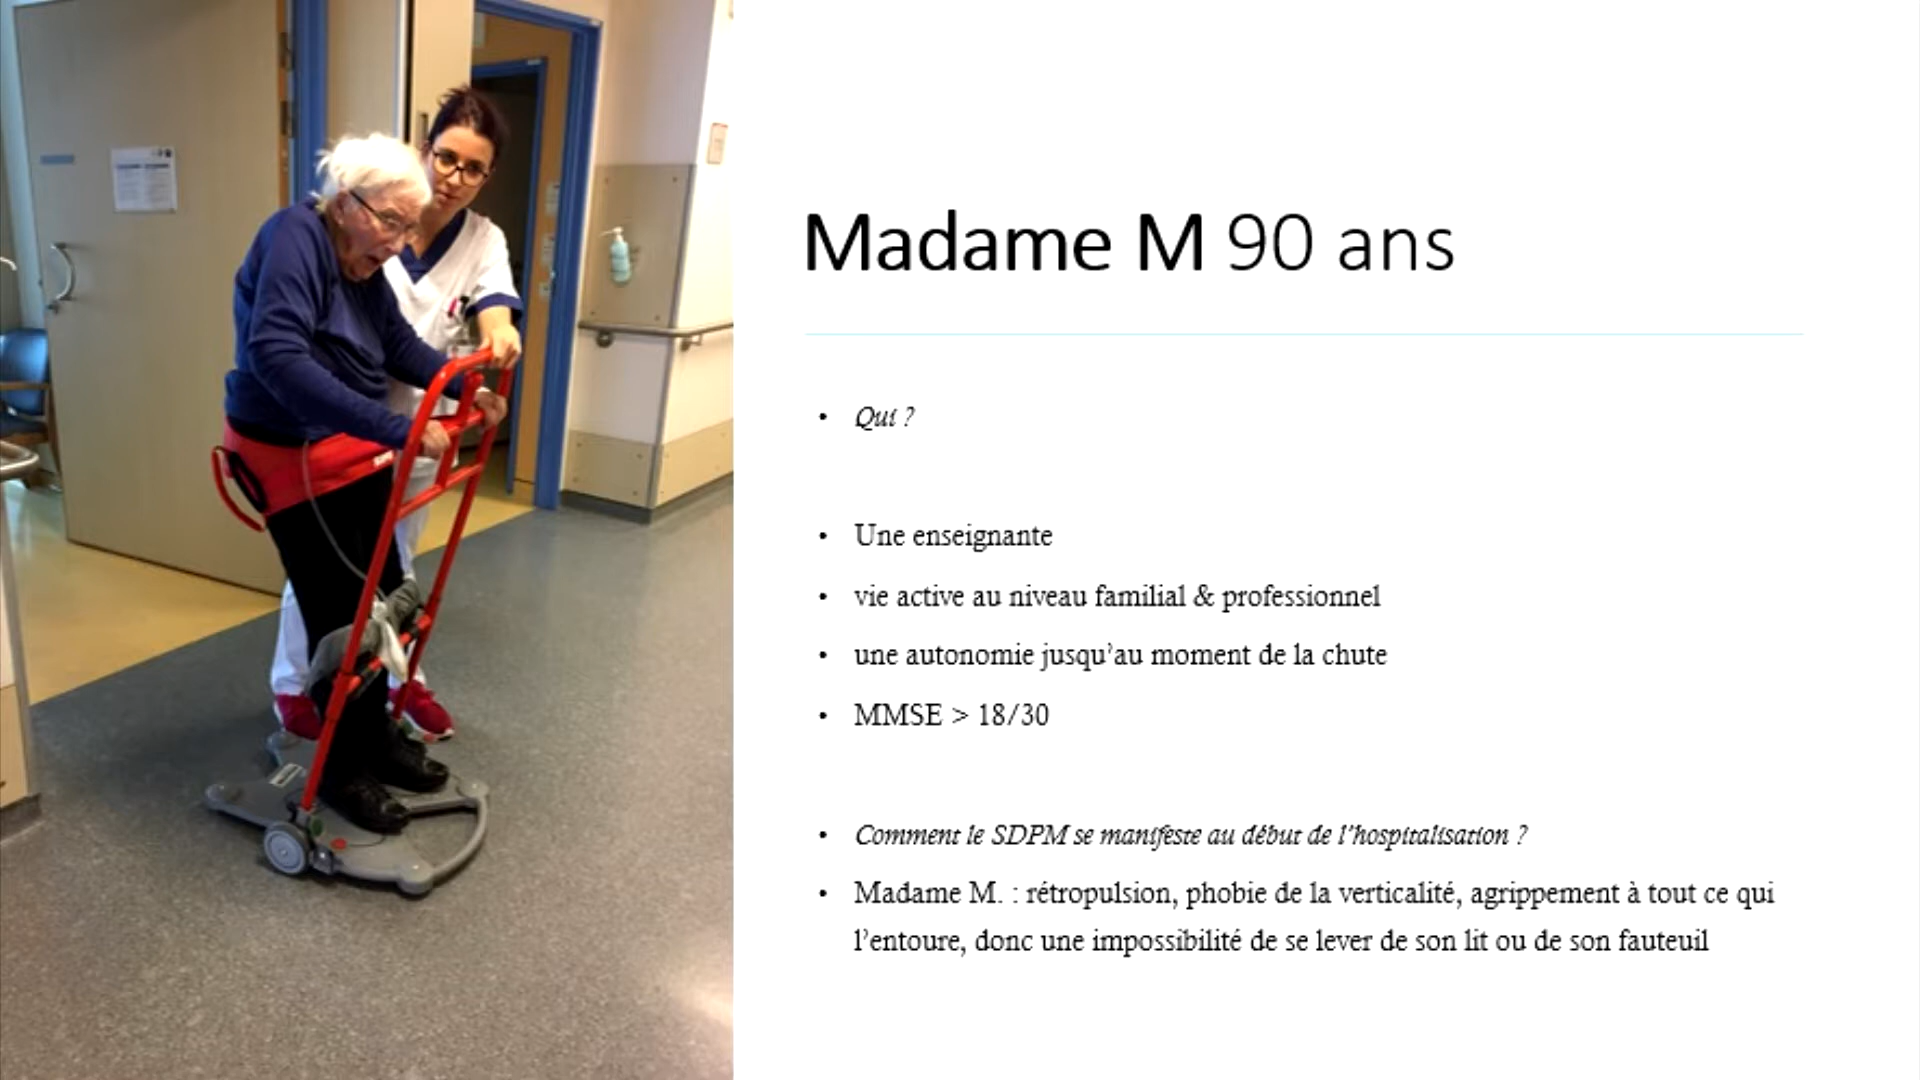 Madame M 90 ans
• Qui ?
• Une enseignante
• vie active au niveau familial & professionnel
• une autonomie jusqu’au moment de la chute
• MMSE > 18/30
• Comment le SDPM se manifeste au début de l’hospitalisation ?
• Madame M. : rétropulsion, phobie de la verticalité, agrippement à tout ce qui
l’entoure, donc une impossibilité de se lever de son lit ou de son fauteuil